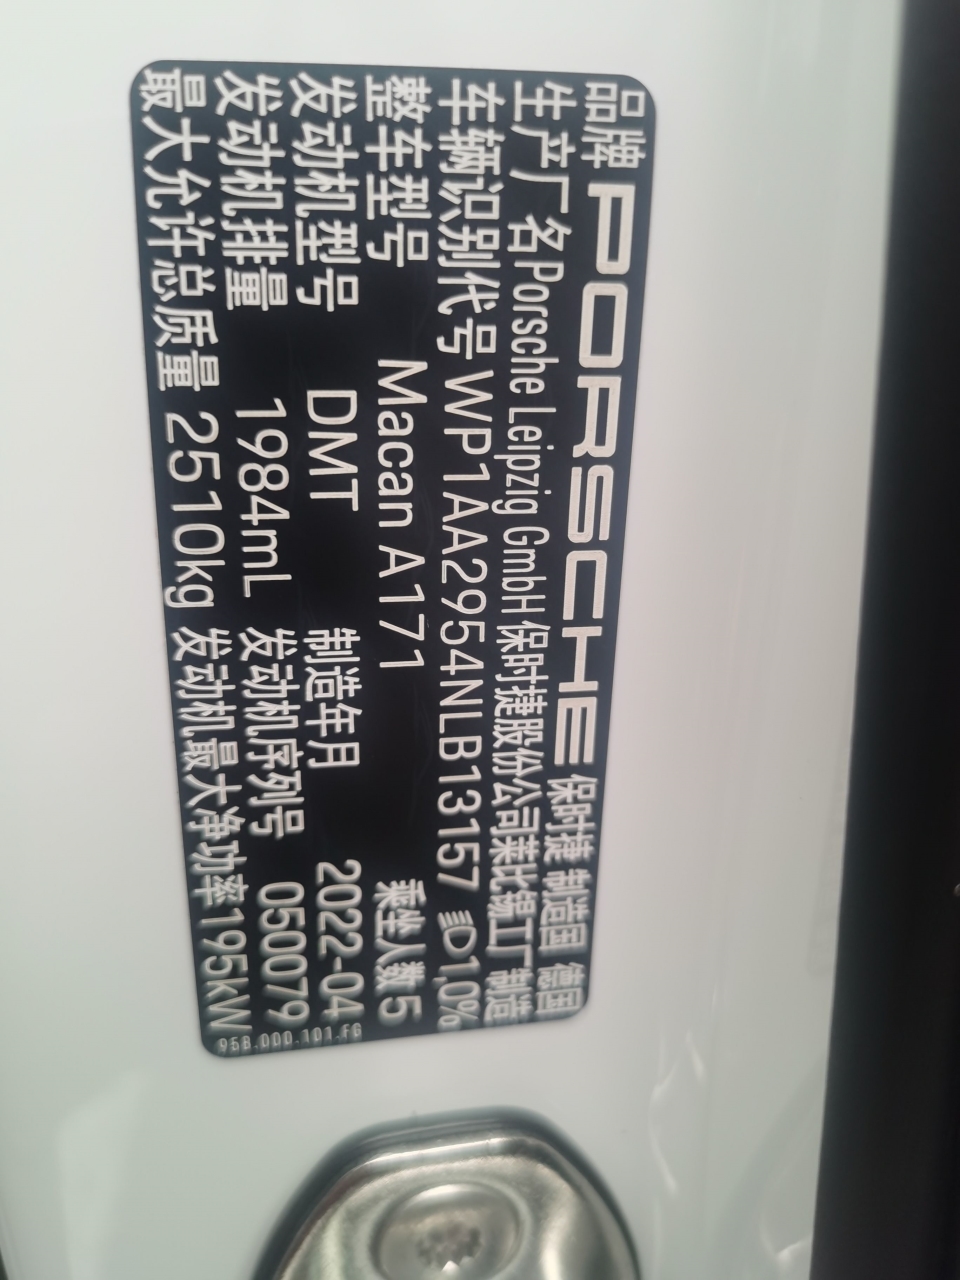 品牌 PORSCHE 保时捷 制造国 德国
生产厂名 Porsche Leipzig GmbH 保时捷股份公司莱比锡工厂 制造
车辆识别代号 WP1AA2954NLB13157 1,0%
整车型号 Macan A171 乘坐人数 5
发动机型号 DMT 制造年月 2022-04
发动机排量 1984mL 发动机序列号 050079
最大允许总质量 2510kg 发动机最大净功率 195kW
95B.000.101.FG